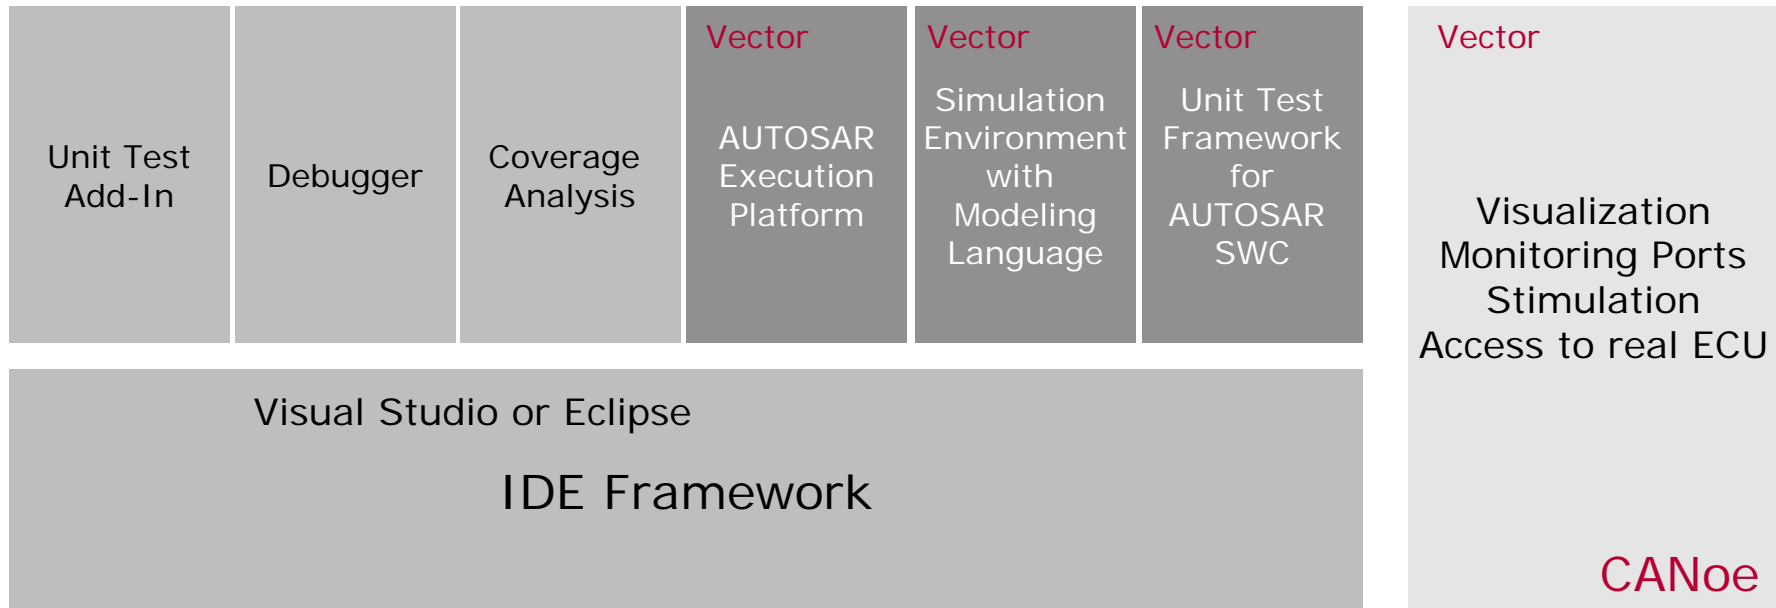 Unit Test
Add-In
Debugger
Coverage
Analysis
Vector
AUTOSAR
Execution
Platform
Vector
Simulation
Environment
with
Modeling
Language
Vector
Unit Test
Framework
for
AUTOSAR
SWC
Visual Studio or Eclipse
IDE Framework
Vector
Visualization
Monitoring Ports
Stimulation
Access to real ECU
CANoe